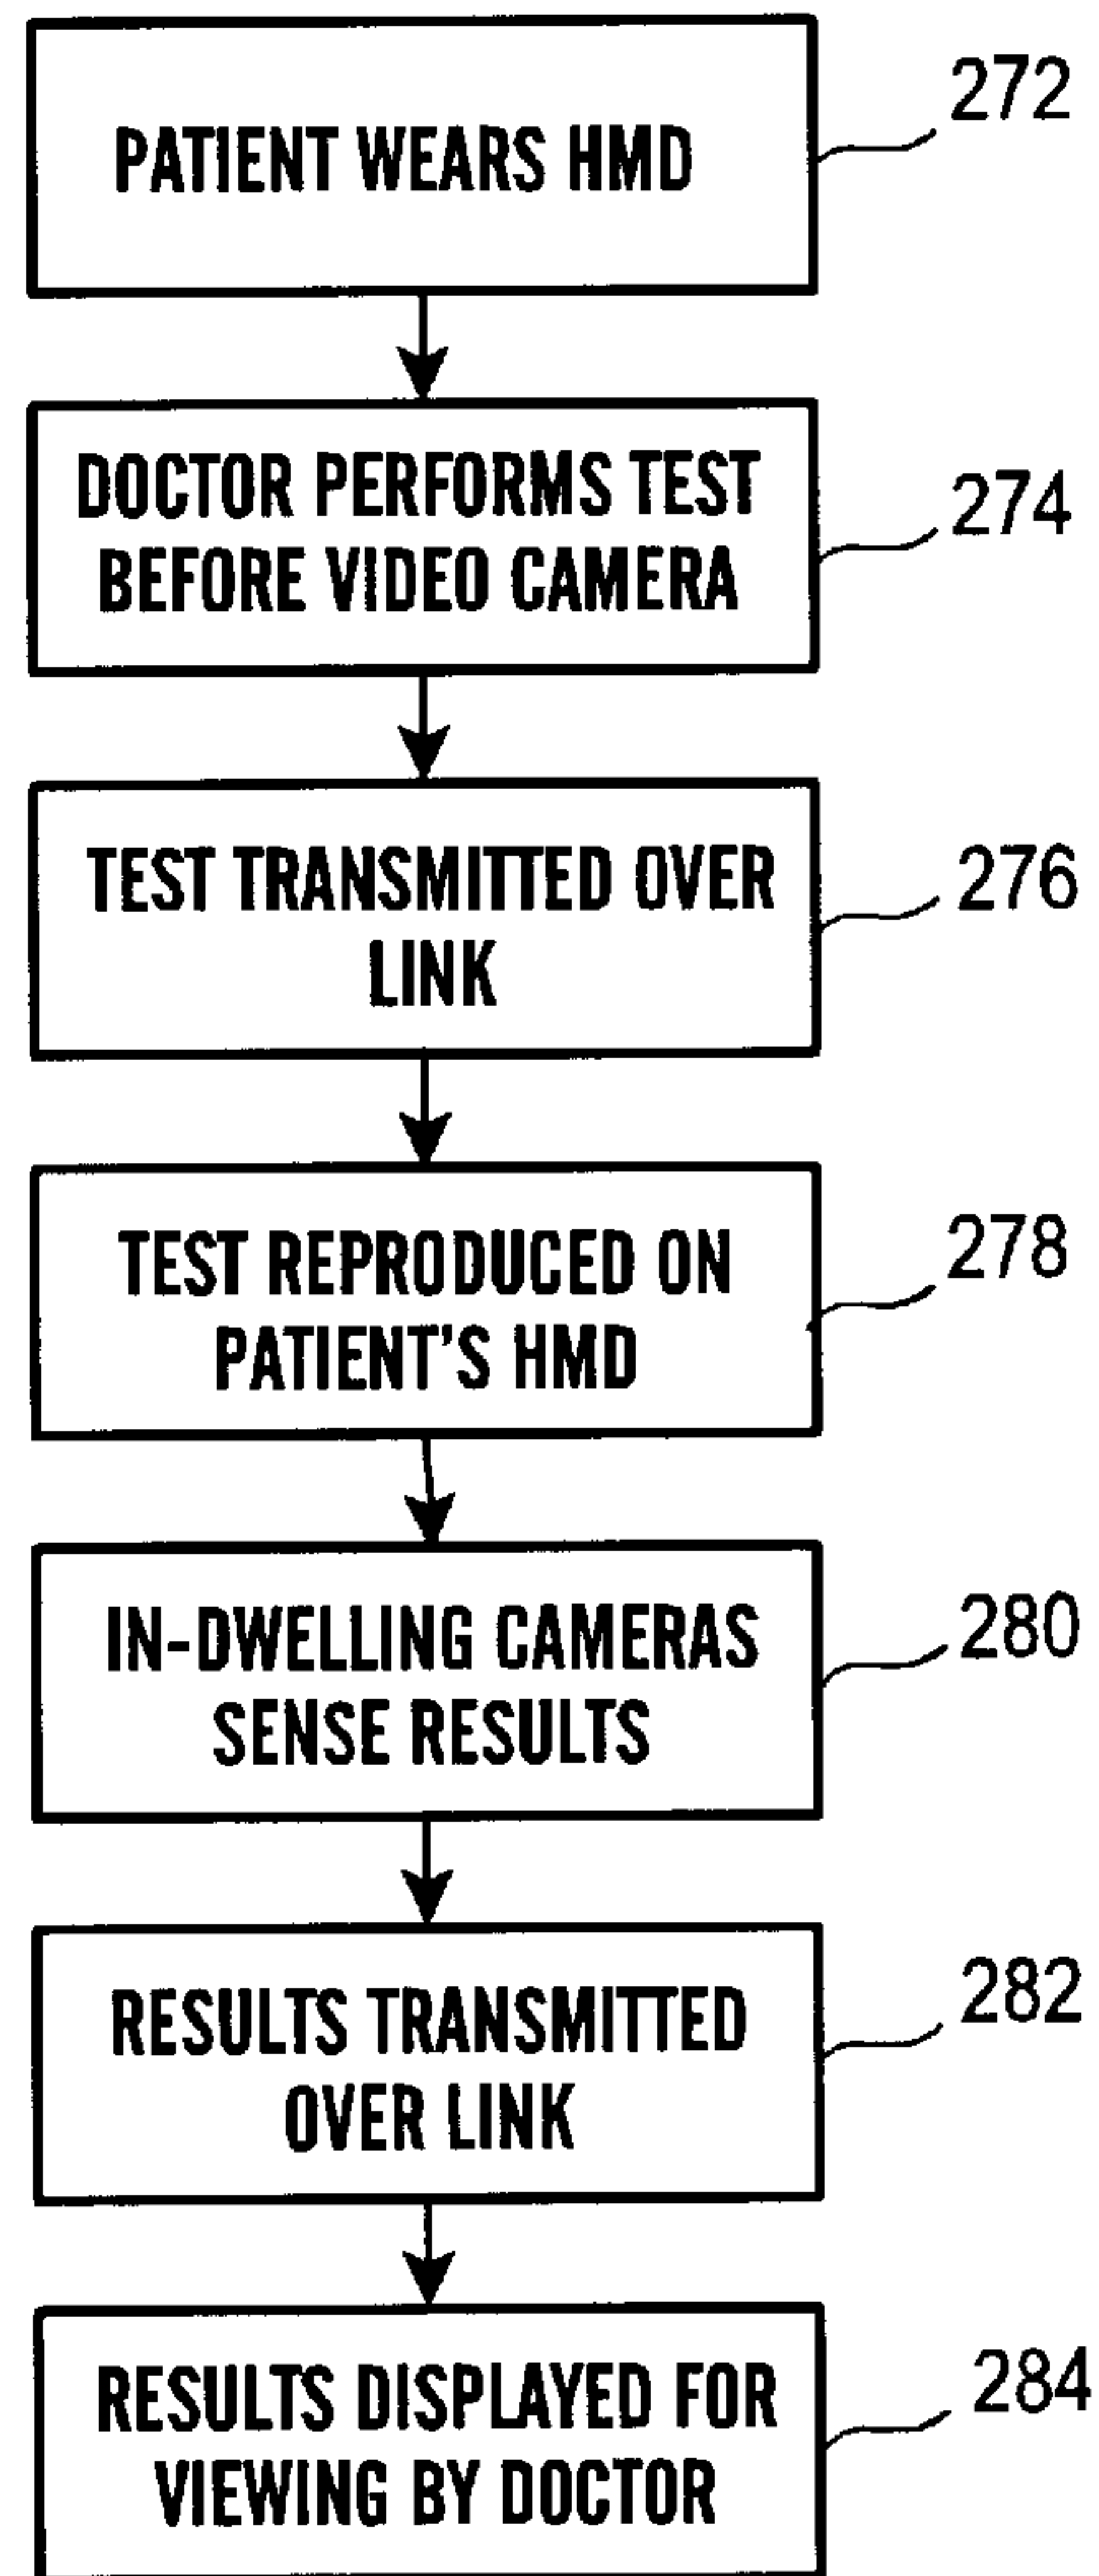 PATIENT WEARS HMD
272
DOCTOR PERFORMS TEST
BEFORE VIDEO CAMERA
274
TEST TRANSMITTED OVER
LINK
276
TEST REPRODUCED ON
PATIENT'S HMD
278
IN-DWELLING CAMERAS
SENSE RESULTS
280
RESULTS TRANSMITTED
OVER LINK
282
RESULTS DISPLAYED FOR
VIEWING BY DOCTOR
284